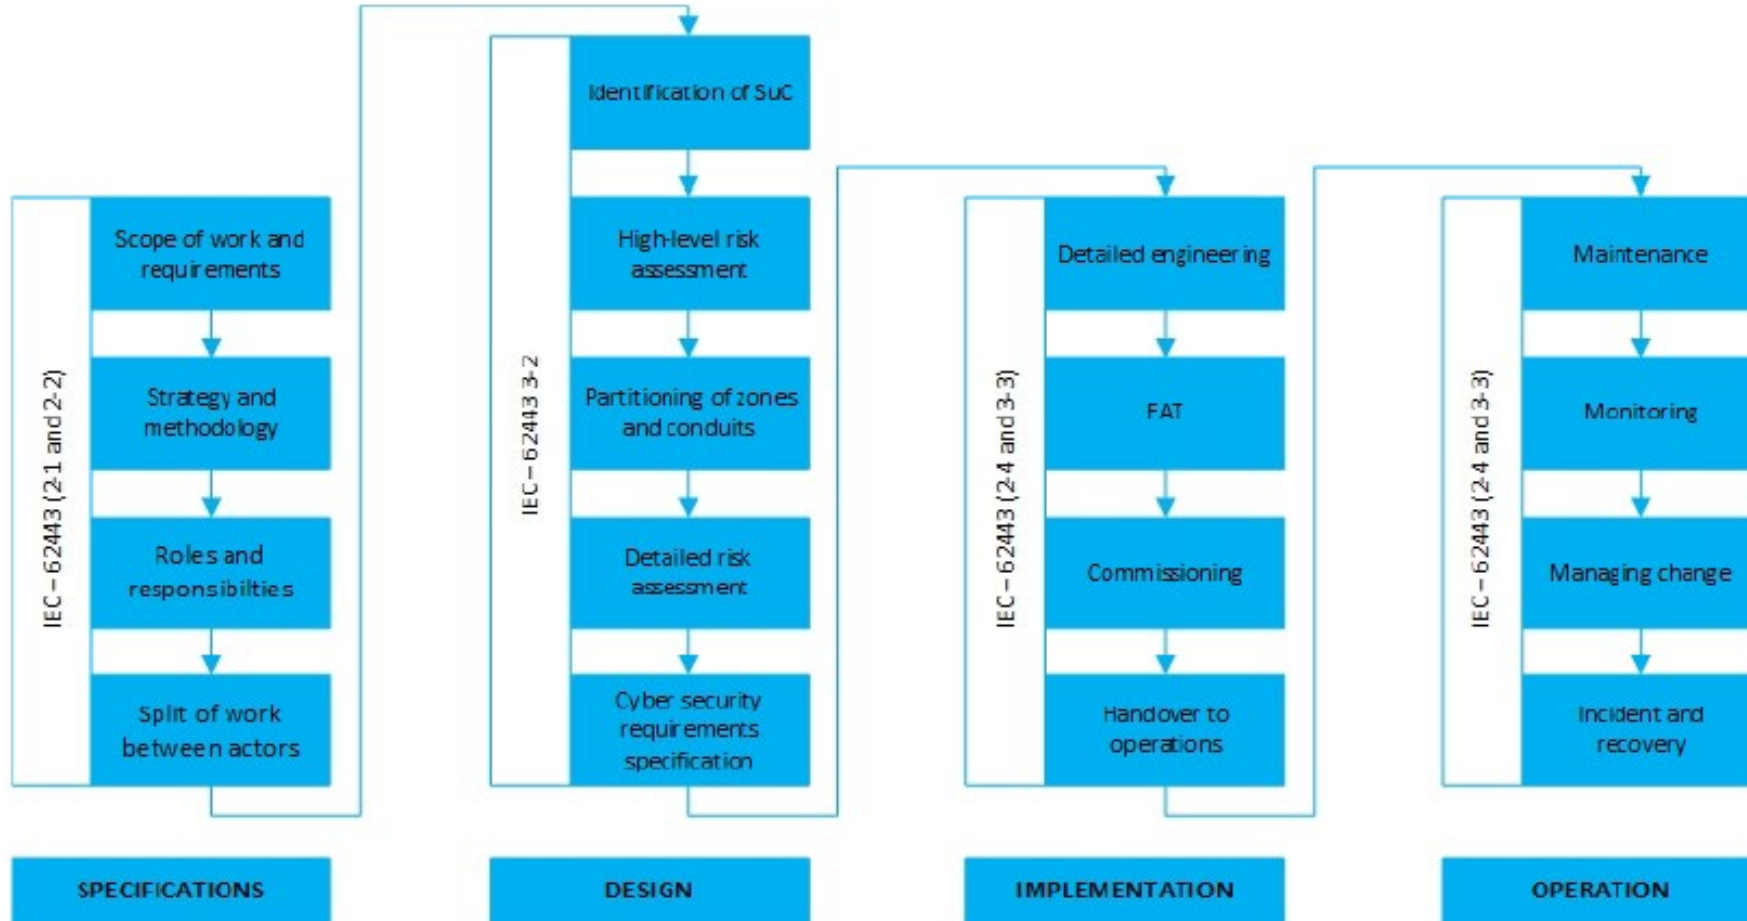 IEC – 62443 (2-1 and 2-2)
Scope of work and
requirements
Strategy and
methodology
Roles and
responsibilties
Split of work
between actors
SPECIFICATIONS
IEC – 62443 3-2
Identification of SuC
High-level risk
assessment
Partitioning of zones
and conduits
Detailed risk
assessment
Cyber security
requirements
specification
DESIGN
IEC – 62443 (2-4 and 3-3)
Detailed engineering
FAT
Commissioning
Handover to
operations
IMPLEMENTATION
IEC – 62443 (2-4 and 3-3)
Maintenance
Monitoring
Managing change
Incident and
recovery
OPERATION